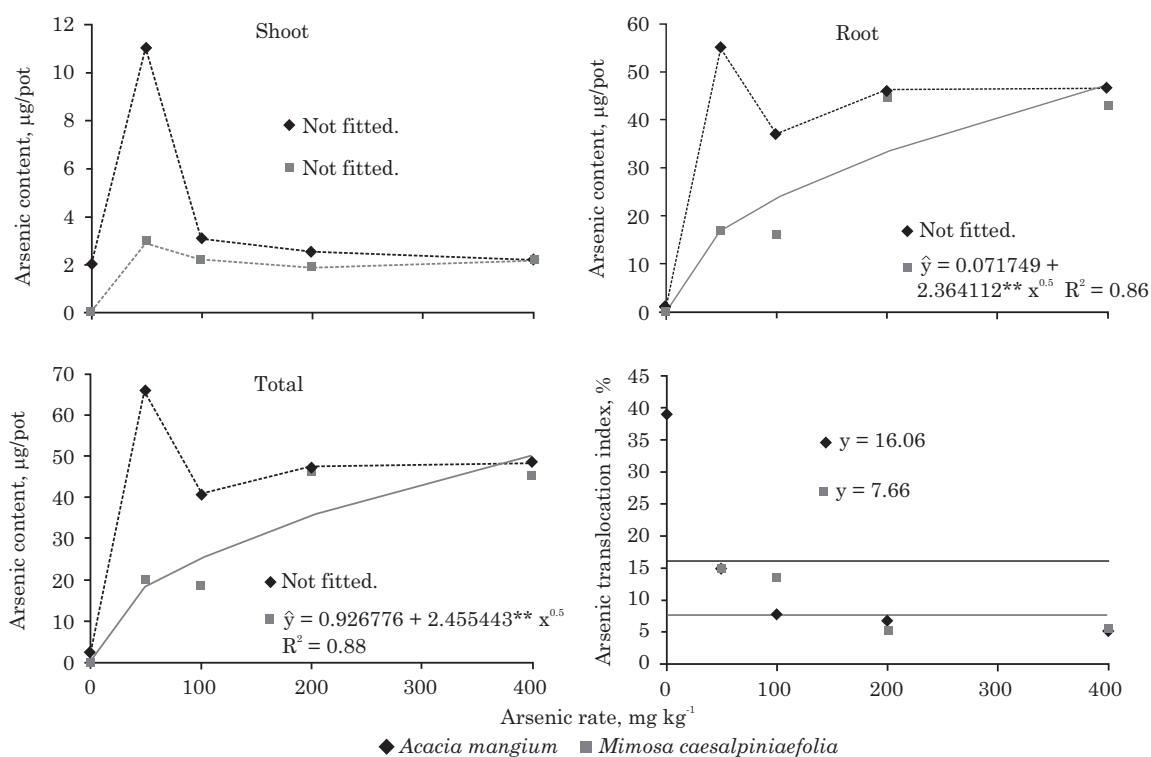 Shoot
Arsenic content, µg/pot
12
10
8
6
4
2
0
Not fitted.
Not fitted.
Root
Arsenic content, µg/pot
60
50
40
30
20
10
0
Not fitted.
ŷ = 0.071749 +
2.364112** x^0.5 R² = 0.86
Total
Arsenic content, µg/pot
70
60
50
40
30
20
10
0
Not fitted.
ŷ = 0.926776 + 2.455443** x^0.5
R² = 0.88
0 100 200 300 400
Arsenic translocation index, %
45
40
35
30
25
20
15
10
5
0
y = 16.06
y = 7.66
0 100 200 300 400
Arsenic rate, mg kg⁻¹
Acacia mangium Mimosa caesalpiniaefolia